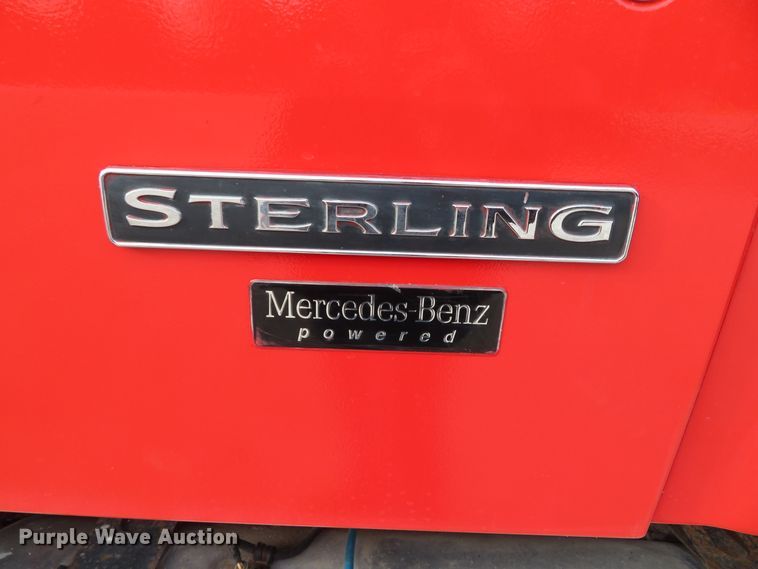 STERLING
Mercedes-Benz
powered
Purple Wave Auction